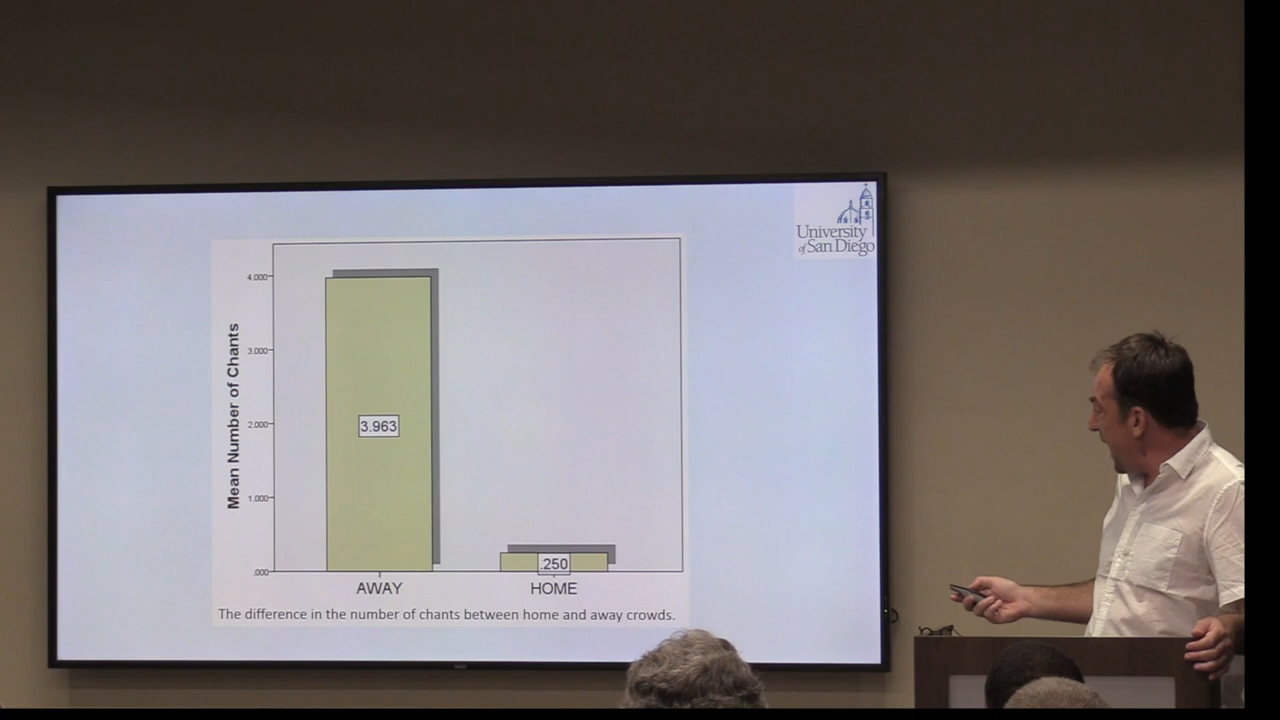 University
of San Diego
Mean Number of Chants
4.000
3.000
2.000
1.000
.000
3.963
.250
AWAY
HOME
The difference in the number of chants between home and away crowds.